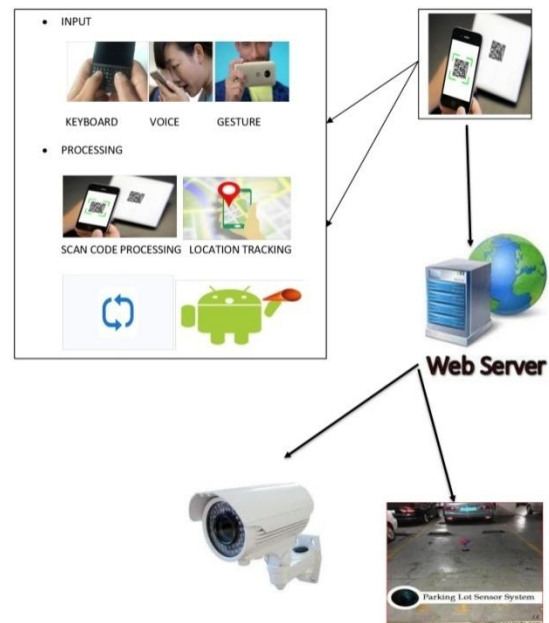 • INPUT
KEYBOARD VOICE GESTURE
• PROCESSING
SCAN CODE PROCESSING LOCATION TRACKING
Web Server
Parking Lot Sensor System